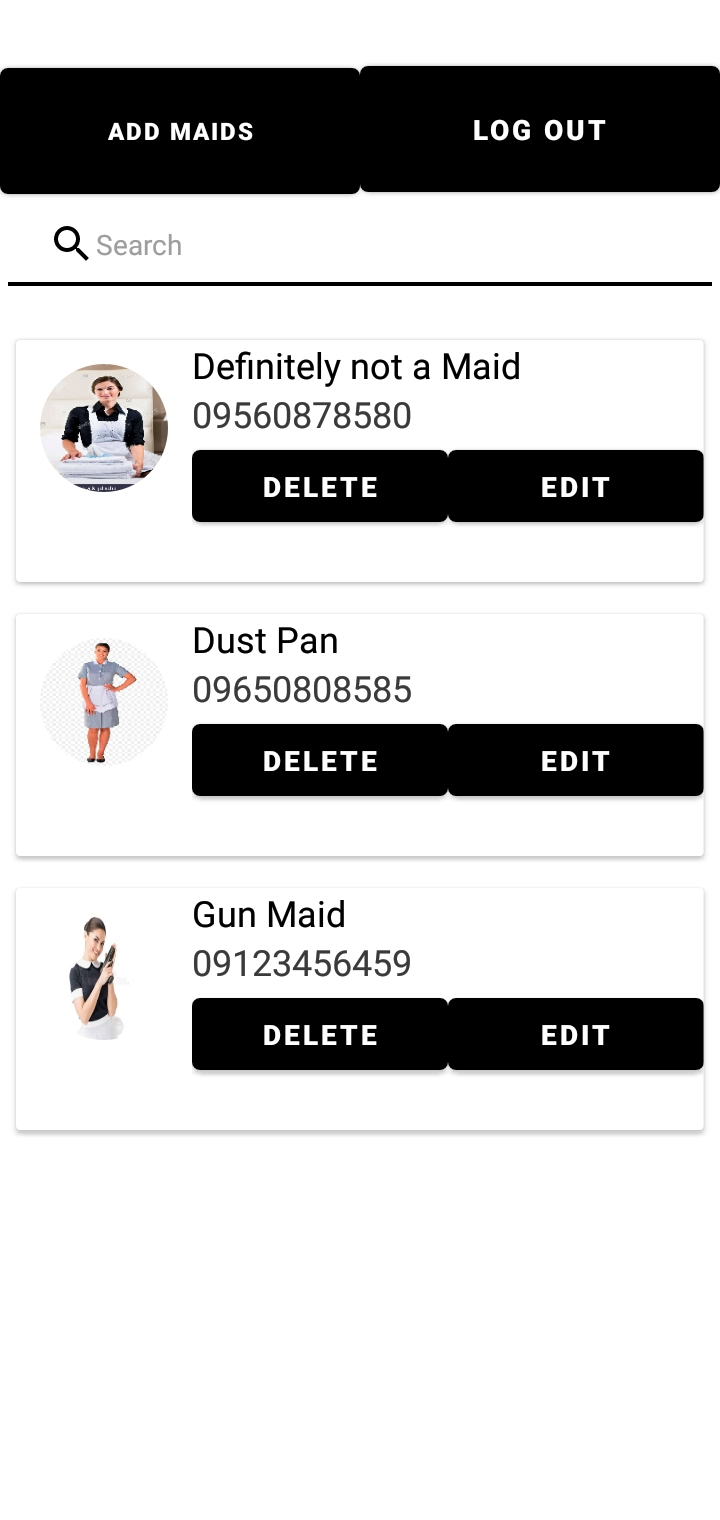 ADD MAIDS
LOG OUT
Search
Definitely not a Maid
09560878580
DELETE
EDIT
Dust Pan
09650808585
DELETE
EDIT
Gun Maid
09123456459
DELETE
EDIT